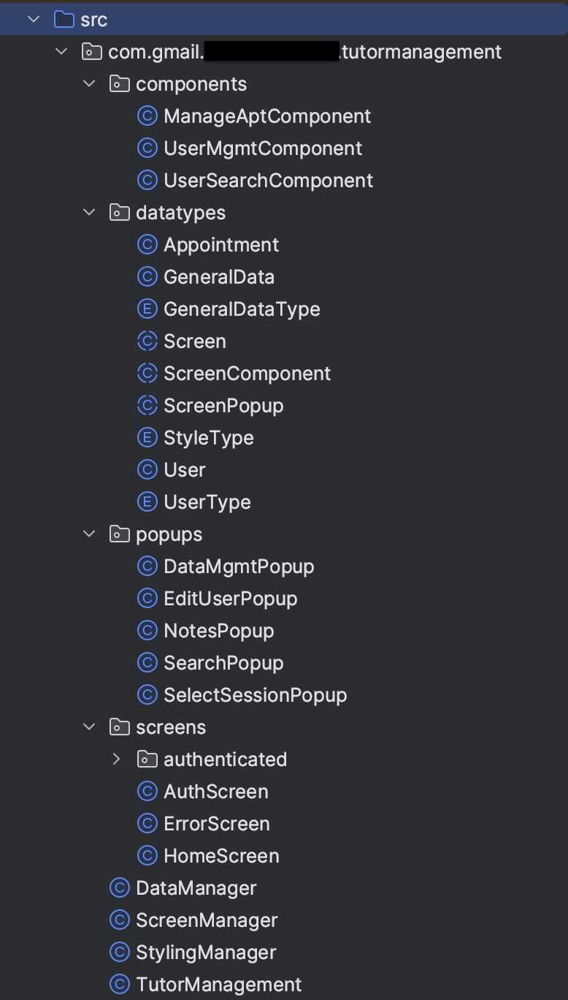 src
com.gmail. .tutormanagement
components
C ManageAptComponent
C UserMgmtComponent
C UserSearchComponent
datatypes
C Appointment
C GeneralData
E GeneralDataType
C Screen
C ScreenComponent
C ScreenPopup
E StyleType
C User
E UserType
popups
C DataMgmtPopup
C EditUserPopup
C NotesPopup
C SearchPopup
C SelectSessionPopup
screens
authenticated
C AuthScreen
C ErrorScreen
C HomeScreen
C DataManager
C ScreenManager
C StylingManager
C TutorManagement